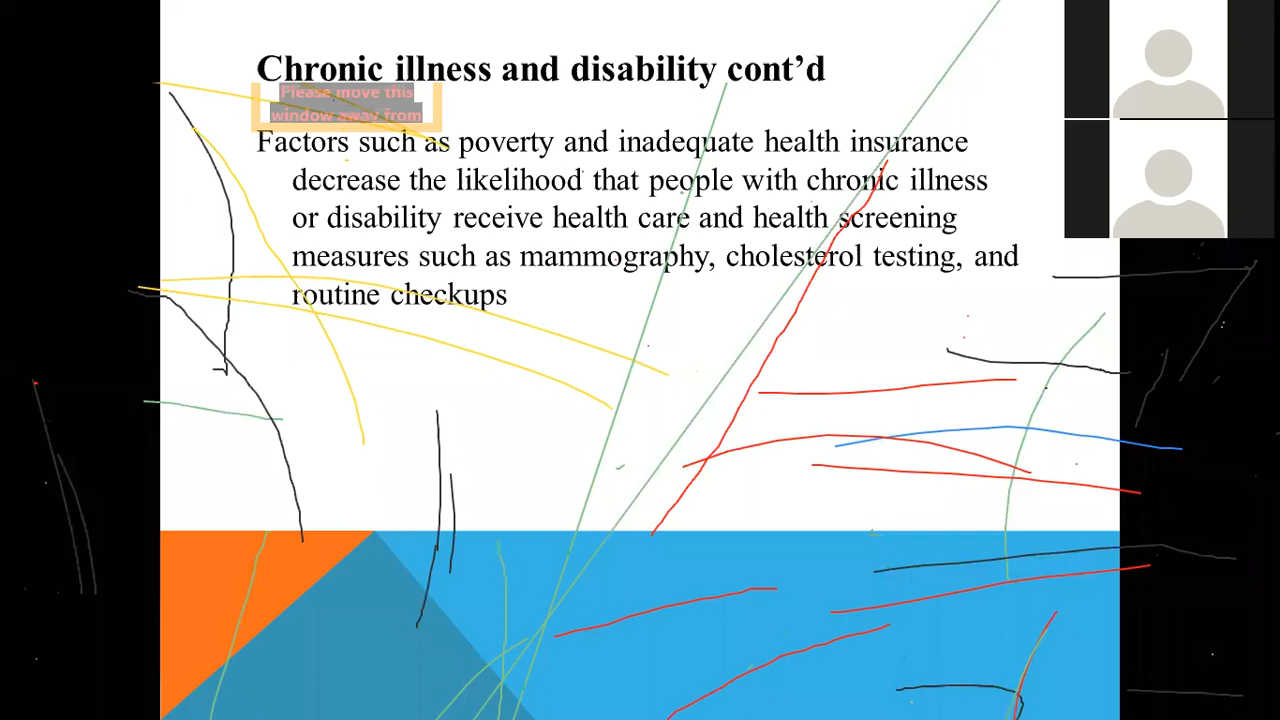 Chronic illness and disability cont’d
Please move this
window away from
Factors such as poverty and inadequate health insurance
decrease the likelihood that people with chronic illness
or disability receive health care and health screening
measures such as mammography, cholesterol testing, and
routine checkups